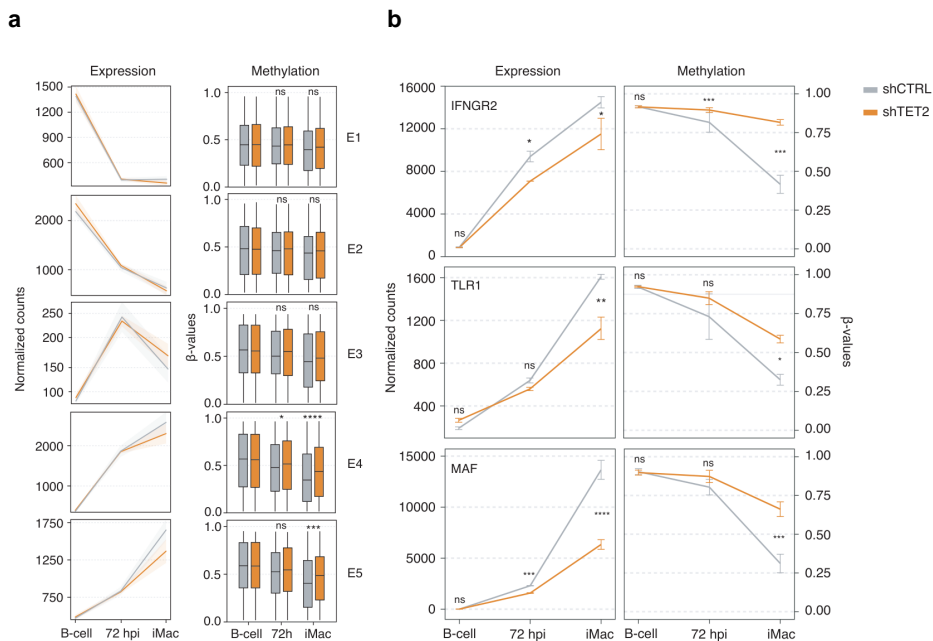 a
b
Expression
Methylation
Expression
Methylation
shCTRL
shTET2
Normalized counts
β-values
1500
1200
900
600
1.0
0.5
0.0
ns
ns
E1
2000
1000
1.0
0.5
0.0
ns
ns
E2
250
200
150
100
1.0
0.5
0.0
ns
ns
E3
2000
1000
1.0
0.5
0.0
*
****
E4
1750
1250
750
1.0
0.5
0.0
ns
***
E5
B-cell
72 hpi
iMac
B-cell
72h
iMac
Normalized counts
β-values
IFNGR2
16000
12000
8000
4000
0
ns
*
*
ns
***
***
1.00
0.75
0.50
0.25
0.00
TLR1
1600
1200
800
400
ns
ns
**
ns
ns
*
1.00
0.75
0.50
0.25
0.00
MAF
15000
10000
5000
0
ns
***
****
ns
ns
***
1.00
0.75
0.50
0.25
0.00
B-cell
72 hpi
iMac
B-cell
72 hpi
iMac